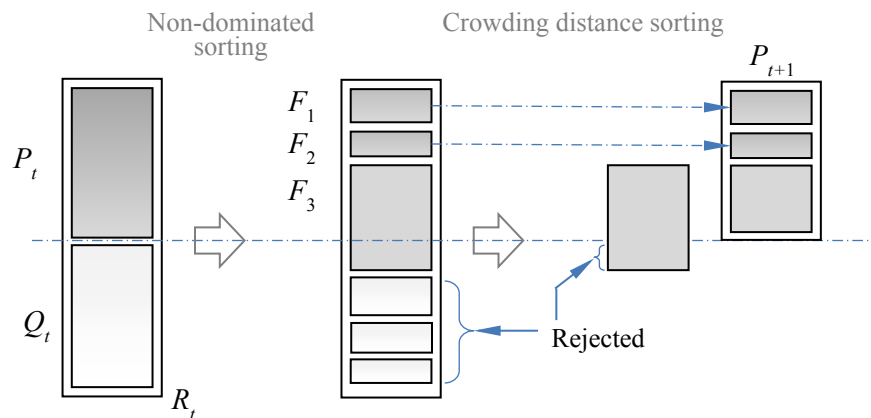 Non-dominated
sorting
Crowding distance sorting
P_{t+1}
F_1
F_2
F_3
P_t
Q_t
R_t
Rejected